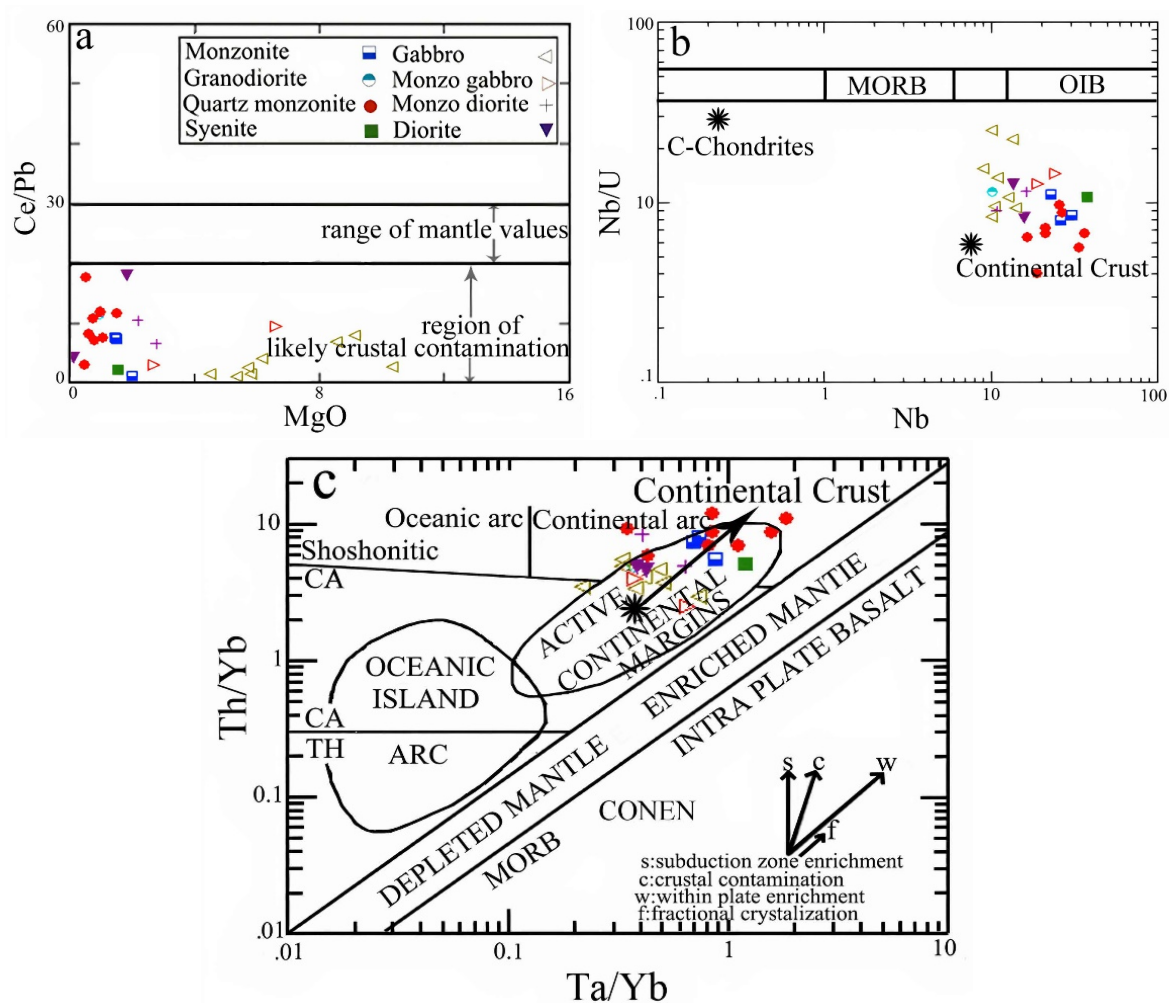 a
60
30
0
Ce/Pb
Monzonite Gabbro
Granodiorite Monzo gabbro
Quartz monzonite Monzo diorite
Syenite Diorite
range of mantle values
region of
likely crustal contamination
0 8 16
MgO
b
100
10
1
.1
Nb/U
MORB OIB
C-Chondrites
Continental Crust
0.1 1 10 100
Nb
c
10
1
0.1
.01
Th/Yb
Continental Crust
Oceanic arc Continental arc
Shoshonitic
CA
ACTIVE
CONTINENTAL
MARGINS
OCEANIC
ISLAND
CA
TH
ARC
DEPLETED MANTLE
ENRICHED MANTIE
MORB
INTRA PLATE BASALT
CONEN
s c w
f
s:subduction zone enrichment
c:crustal contamination
w:within plate enrichment
f:fractional crystalization
.01 0.1 1 10
Ta/Yb